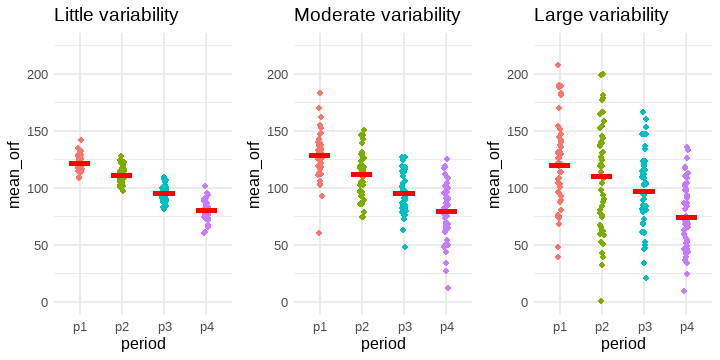 Little variability
Moderate variability
Large variability
mean_orf
200
150
100
50
0
p1 p2 p3 p4
period
mean_orf
200
150
100
50
0
p1 p2 p3 p4
period
mean_orf
200
150
100
50
0
p1 p2 p3 p4
period